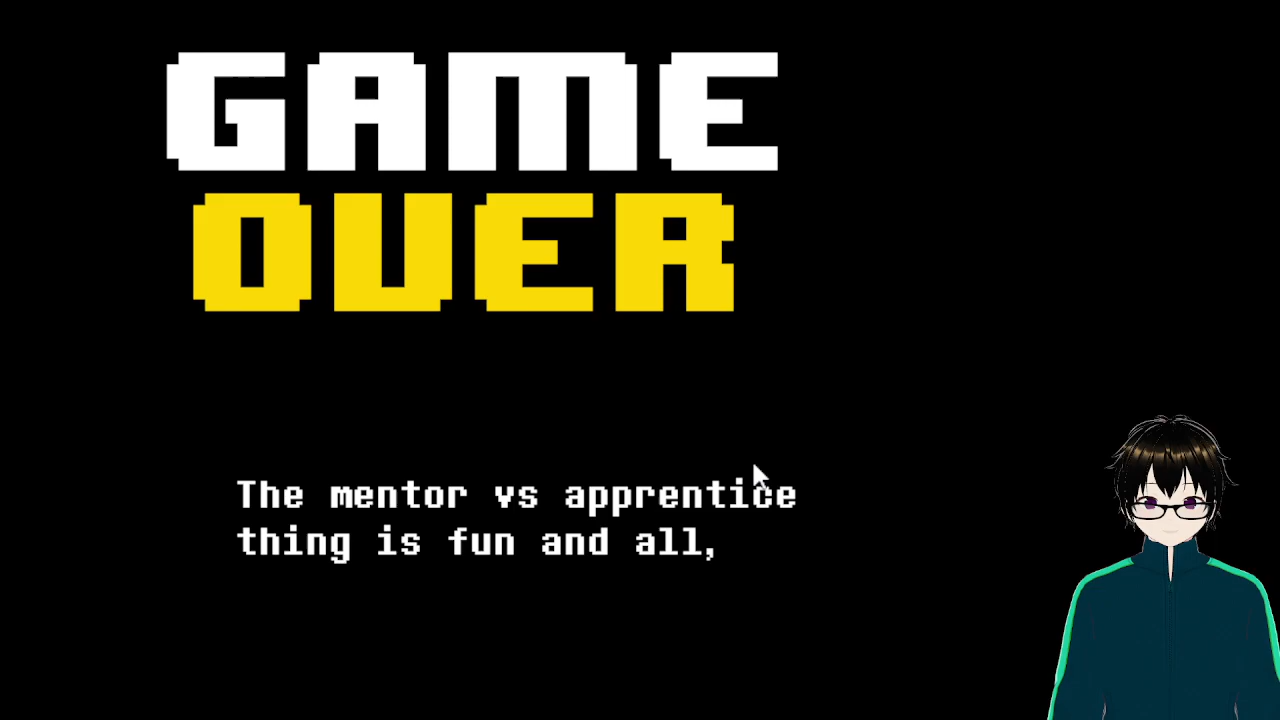 GAME
OVER
The mentor vs apprentice
thing is fun and all,